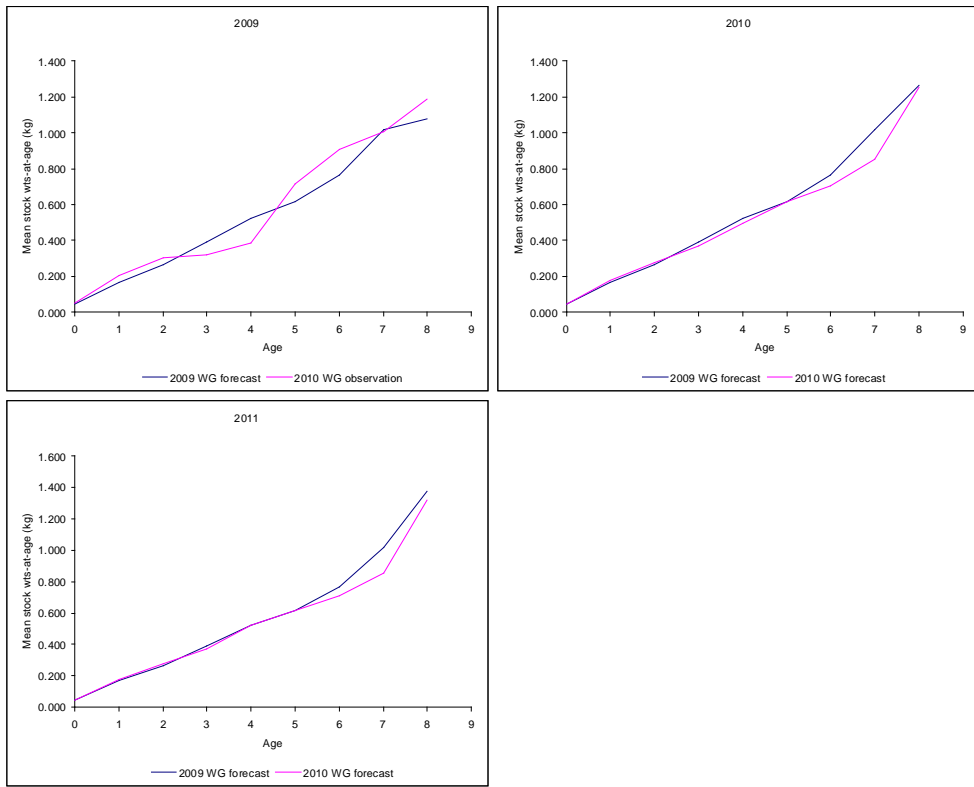 2009
Mean stock wts-at-age (kg)
1.400
1.200
1.000
0.800
0.600
0.400
0.200
0.000
0 1 2 3 4 5 6 7 8 9
Age
2009 WG forecast 2010 WG observation
2010
Mean stock wts-at-age (kg)
1.400
1.200
1.000
0.800
0.600
0.400
0.200
0.000
0 1 2 3 4 5 6 7 8 9
Age
2009 WG forecast 2010 WG forecast
2011
Mean stock wts-at-age (kg)
1.600
1.400
1.200
1.000
0.800
0.600
0.400
0.200
0.000
0 1 2 3 4 5 6 7 8 9
Age
2009 WG forecast 2010 WG forecast